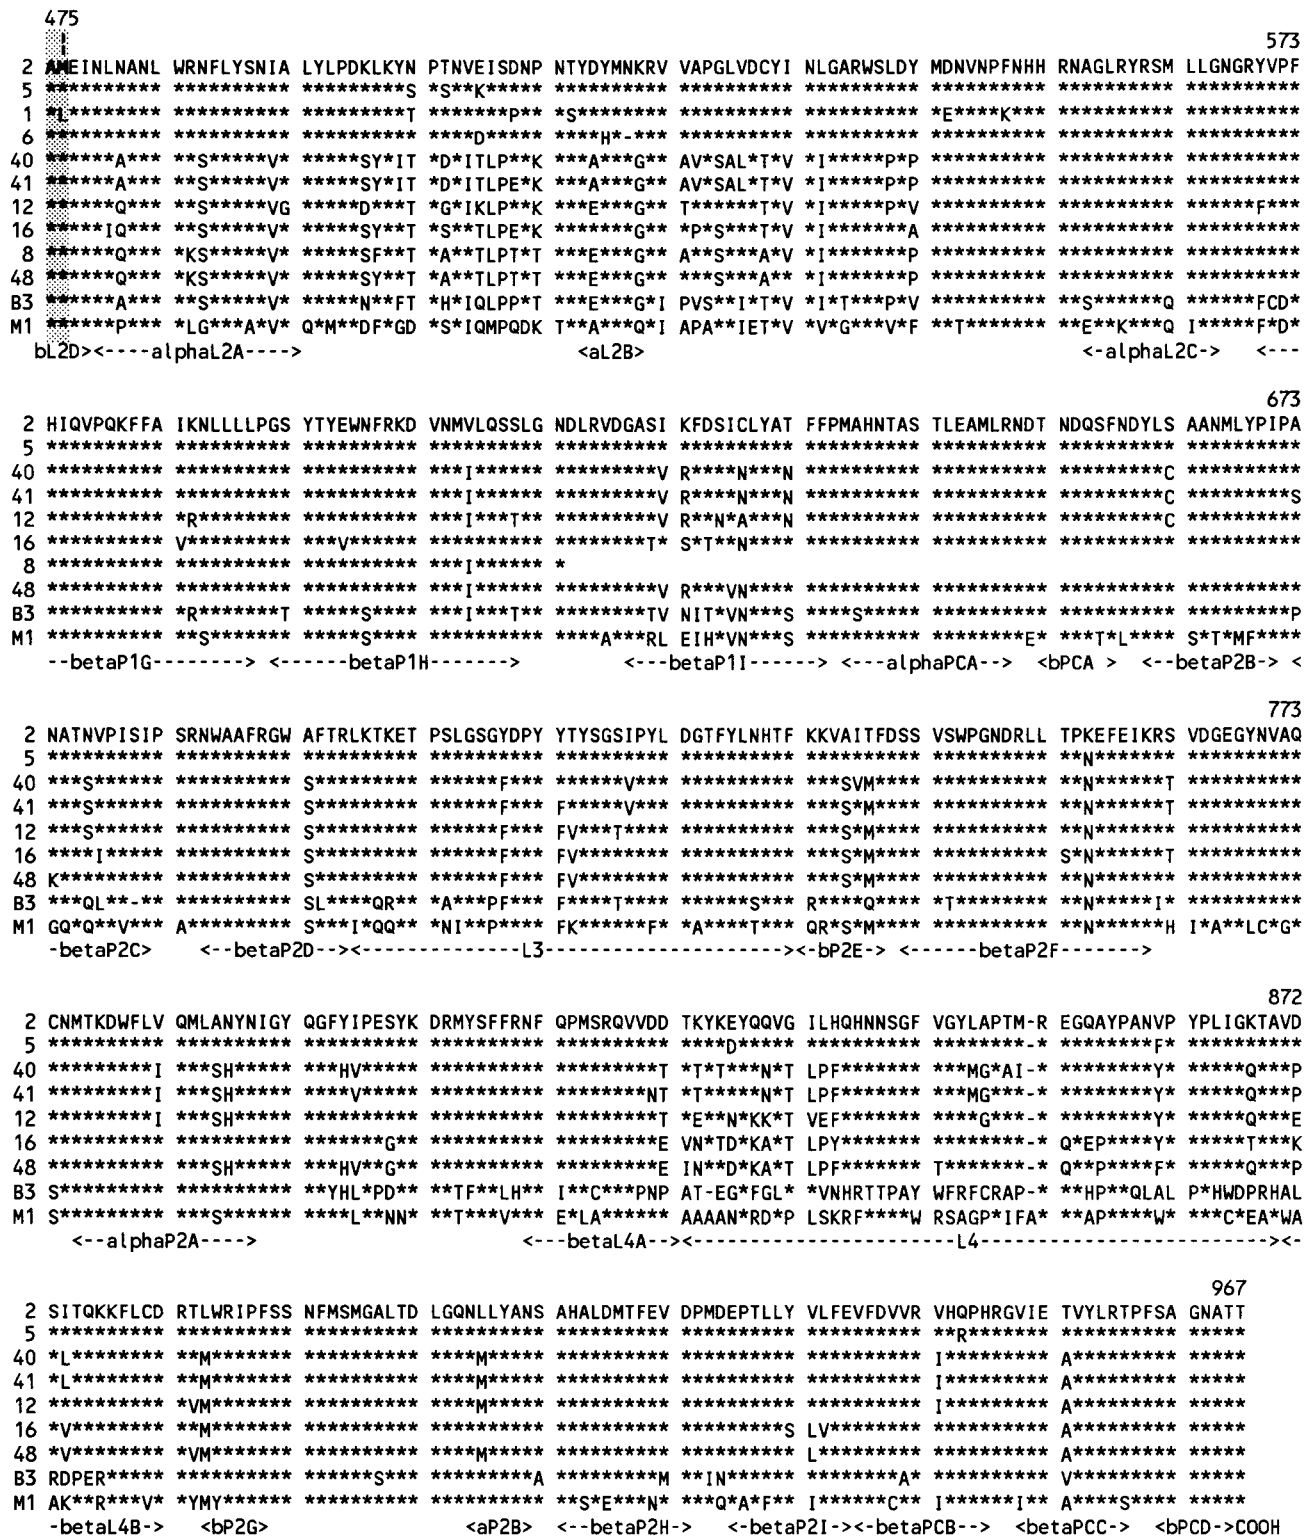 475
573
2 AMEINLNANL WRNFLYSNIA LYLPDKLKYN PTNVEISDNP NTYDYMNKRV VAPGLVDCYI NLGARWSLDY MDNVNPFNHH RNAGLRYRSM LLGNGRYVPF
5 ********** ********** *********S *S**K***** ********** ********** ********** ********** ********** **********
1 *L******** ********** *********T ******P** *S******** ********** ********** *E****K*** ********** **********
6 ********** ********** ********** ****D***** ****H*-*** ********** ********** ********** ********** **********
40 ******A*** **S*****V* *****SY*IT *D*ITLP**K ***A***G** AV*SAL*T*V *I*****P*P ********** ********** **********
41 ******A*** **S*****V* *****SY*IT *D*ITLPE*K ***A***G** AV*SAL*T*V *I*****P*P ********** ********** **********
12 ******Q*** **S*****VG *****D***T *G*IKLP**K ***E***G** T******T*V *I*****P*V ********** ********** *******F***
16 *****IQ*** **S*****V* *****SY**T *S**TLPE*K ******G** *P*S***T*V *I*******A ********** ********** **********
8 ******Q*** *KS*****V* *****SF**T *A**TLPT*T ***E***G** A**S***A*V *I*******P ********** ********** **********
48 ******Q*** *KS*****V* *****SY**T *A**TLPT*T ***E***G** ***S***A** *I*******P ********** ********** **********
B3 ******A*** **S*****V* *****N**FT *H*IQLPP*T ***E***G*I PVS**I*T*V *I*T***P*V ********** ***S*****Q ******FCD*
M1 ******P*** *LG***A*V* Q*M**DF*GD *S*IQMPQDK T**A***Q*I APA**IET*V *V*G***V*F **T******* **E**K***Q I*****F*D*
bL2D><----alphaL2A----> <aL2B> <-alphaL2C-> <---
673
2 HIQVPQKFFA IKNLLLLPGS YTYEWNFRKD VNMVLQSSLG NDLRVDGASI KFDSICLYAT FFPMAHNTAS TLEAMLRNDT NDQSFNDYLS AANMLYPIPA
5 ********** ********** ********** ********** ********** ********** ********** ********** ********** **********
40 ********** ********** ********** ***I****** *********V R****N***N ********** ********** *********C **********
41 ********** ********** ********** ***I****** *********V R****N***N ********** ********** *********C *********S
12 ********** *R******** ********** ***I***T** *********V R**N*A***N ********** ********** *********C **********
16 ********** V********* ***V****** ********** ********T* S*T**N**** ********** ********** ********** **********
8 ********** ********** ********** ***I****** *
48 ********** ********** ********** ***I****** *********V R***VN**** ********** ********** ********** **********
B3 ********** *R*******T *****S**** ***I***T** ********TV NIT*VN***S ***S****** ********** ********** *********P
M1 ********** **S******* *****S**** ********** ****A***RL EIH*VN***S ********** ********E* ***T*L**** S*T*MF****
--betaP1G--------> <------betaP1H-------> <---betaP1I------> <---alphaPCA--> <bPCA > <--betaP2B-> <
773
2 NATNVPISIP SRNWAAFRGW AFTRLKTKET PSLGSGYDPY YTYSGSIPYL DGTFYLNHTF KKVAITFDSS VSWPGNDRLL TPKEFEIKRS VDGEGYNVAQ
5 ********** ********** ********** ********** ********** ********** ********** ********** **N******* **********
40 ***S****** ********** S********* ******F*** ******V*** ********** ***SVM**** ********** **N******T **********
41 ***S****** ********** S********* ******F*** F*****V*** ********** ***S*M**** ********** **N******T **********
12 ***S****** ********** S********* ******F*** FV***T**** ********** ***S*M**** ********** **N******* **********
16 ****I***** ********** S********* ******F*** FV******** ********** ***S*M**** ********** S*N******T **********
48 K********* ********** S********* ******F*** FV******** ********** ***S*M**** ********** **N******* **********
B3 ***QL**-** ********** SL****QR** *A***PF*** F****T**** ******S*** R****Q**** *T******** **N*****I* **********
M1 GQ*Q**V*** A********* S***I*QQ** *NI**P**** FK*****F** *A****T*** QR*S*M**** ********** **N******H I*A**LC*G*
-betaP2C> <--betaP2D--><--------------L3--------------------><-bP2E-> <------betaP2F------->
872
2 CNMTKDWFLV QMLANYNIGY QGFYIPESYK DRMYSFFRNF QPMSRQVVDD TKYKEYQQVG ILHQHNNSGF VGYLAPTM-R EGQAYPANVP YPLIGKTAVD
5 ********** ********** ********** ********** ********** ****D***** ********** ********-* ********F* **********
40 *********I ***SH***** ***HV***** ********** *********T *T*T***N*T LPF******* ***MG*AI-* ********Y* *****Q***P
41 *********I ***SH***** ****V***** ********** ********NT *T*****N*T LPF******* ***MG***-* ********Y* *****Q***P
12 *********I ***SH***** ********** ********** *********T *E**N*KK*T VEF******* ****G***-* ********Y* *****Q***E
16 ********** ********** *******G** ********** *********E VN*TD*KA*T LPY******* ********-* Q*EP****Y* *****T***K
48 ********** ***SH***** ***HV**G** ********** *********E IN**D*KA*T LPF******* T*******-* Q**P****F* *****Q***P
B3 S********* ********** **YHL*PD** **TF**LH** I**C***PNP AT-EG*FGL* *VNHRTTPAY WFRFCRAP-* **HP**QLAL P*HWDPRHAL
M1 S********* ***S****** ****L**NN* **T***V*** E*LA****** AAAAN*RD*P LSKRF****W RSAGP*IFA* **AP****W* ***C*EA*WA
<--alphaP2A----> <---betaL4A--><----------------------L4------------------------><-
967
2 SITQKKFLCD RTLWRIPFSS NFMSMGALTD LGQNLLYANS AHALDMTFEV DPMDEPTLLY VLFEVFDVVR VHQPHRGVIE TVYLRTPFSA GNATT
5 ********** ********** ********** ********** ********** ********** ********** **R******* ********** *****
40 *L******** **M******* ********** ****M***** ********** ********** ********** I********* A********* *****
41 *L******** **M******* ********** ****M***** ********** ********** ********** I********* A********* *****
12 ********** *VM******* ********** ****M***** ********** ********** ********** I********* A********* *****
16 *V******** **M******* ********** ********** ********** *********S LV******** ********** A********* *****
48 *V******** *VM******* ********** ****M***** ********** ********** L********* ********** A********* *****
B3 RDPER***** ********** *****S**** *********A *********M **IN****** ********A* ********** V********* *****
M1 AK**R***V* *YMY****** ********** ********** **S*E***N* ***Q*A*F** I*****C** I******I** A****S**** *****
-betaL4B-> <bP2G> <aP2B> <--betaP2H-> <-betaP2I-><-betaPCB--> <betaPCC-> <bPCD->COOH